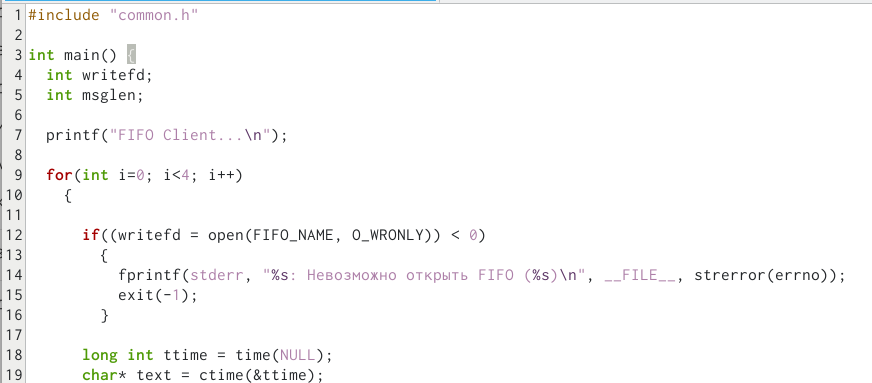 1 #include "common.h"
2
3 int main() {
4 int writefd;
5 int msglen;
6
7 printf("FIFO Client...\n");
8
9 for(int i=0; i<4; i++)
10 {
11
12 if((writefd = open(FIFO_NAME, O_WRONLY)) < 0)
13 {
14 fprintf(stderr, "%s: Невозможно открыть FIFO (%s)\n", __FILE__, strerror(errno));
15 exit(-1);
16 }
17
18 long int ttime = time(NULL);
19 char* text = ctime(&ttime);